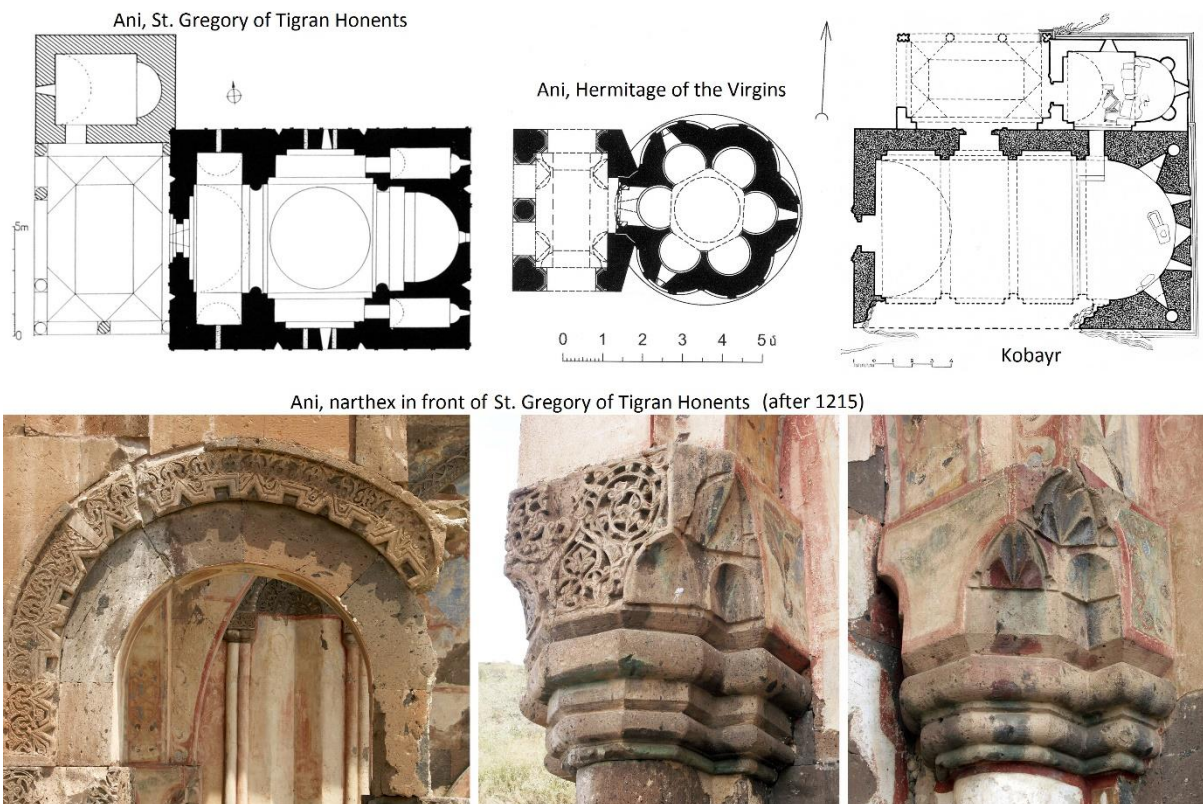 Ani, St. Gregory of Tigran Honents
5m
0
Ani, Hermitage of the Virgins
0 1 2 3 4 5 ů
Kobayr
Ani, narthex in front of St. Gregory of Tigran Honents (after 1215)